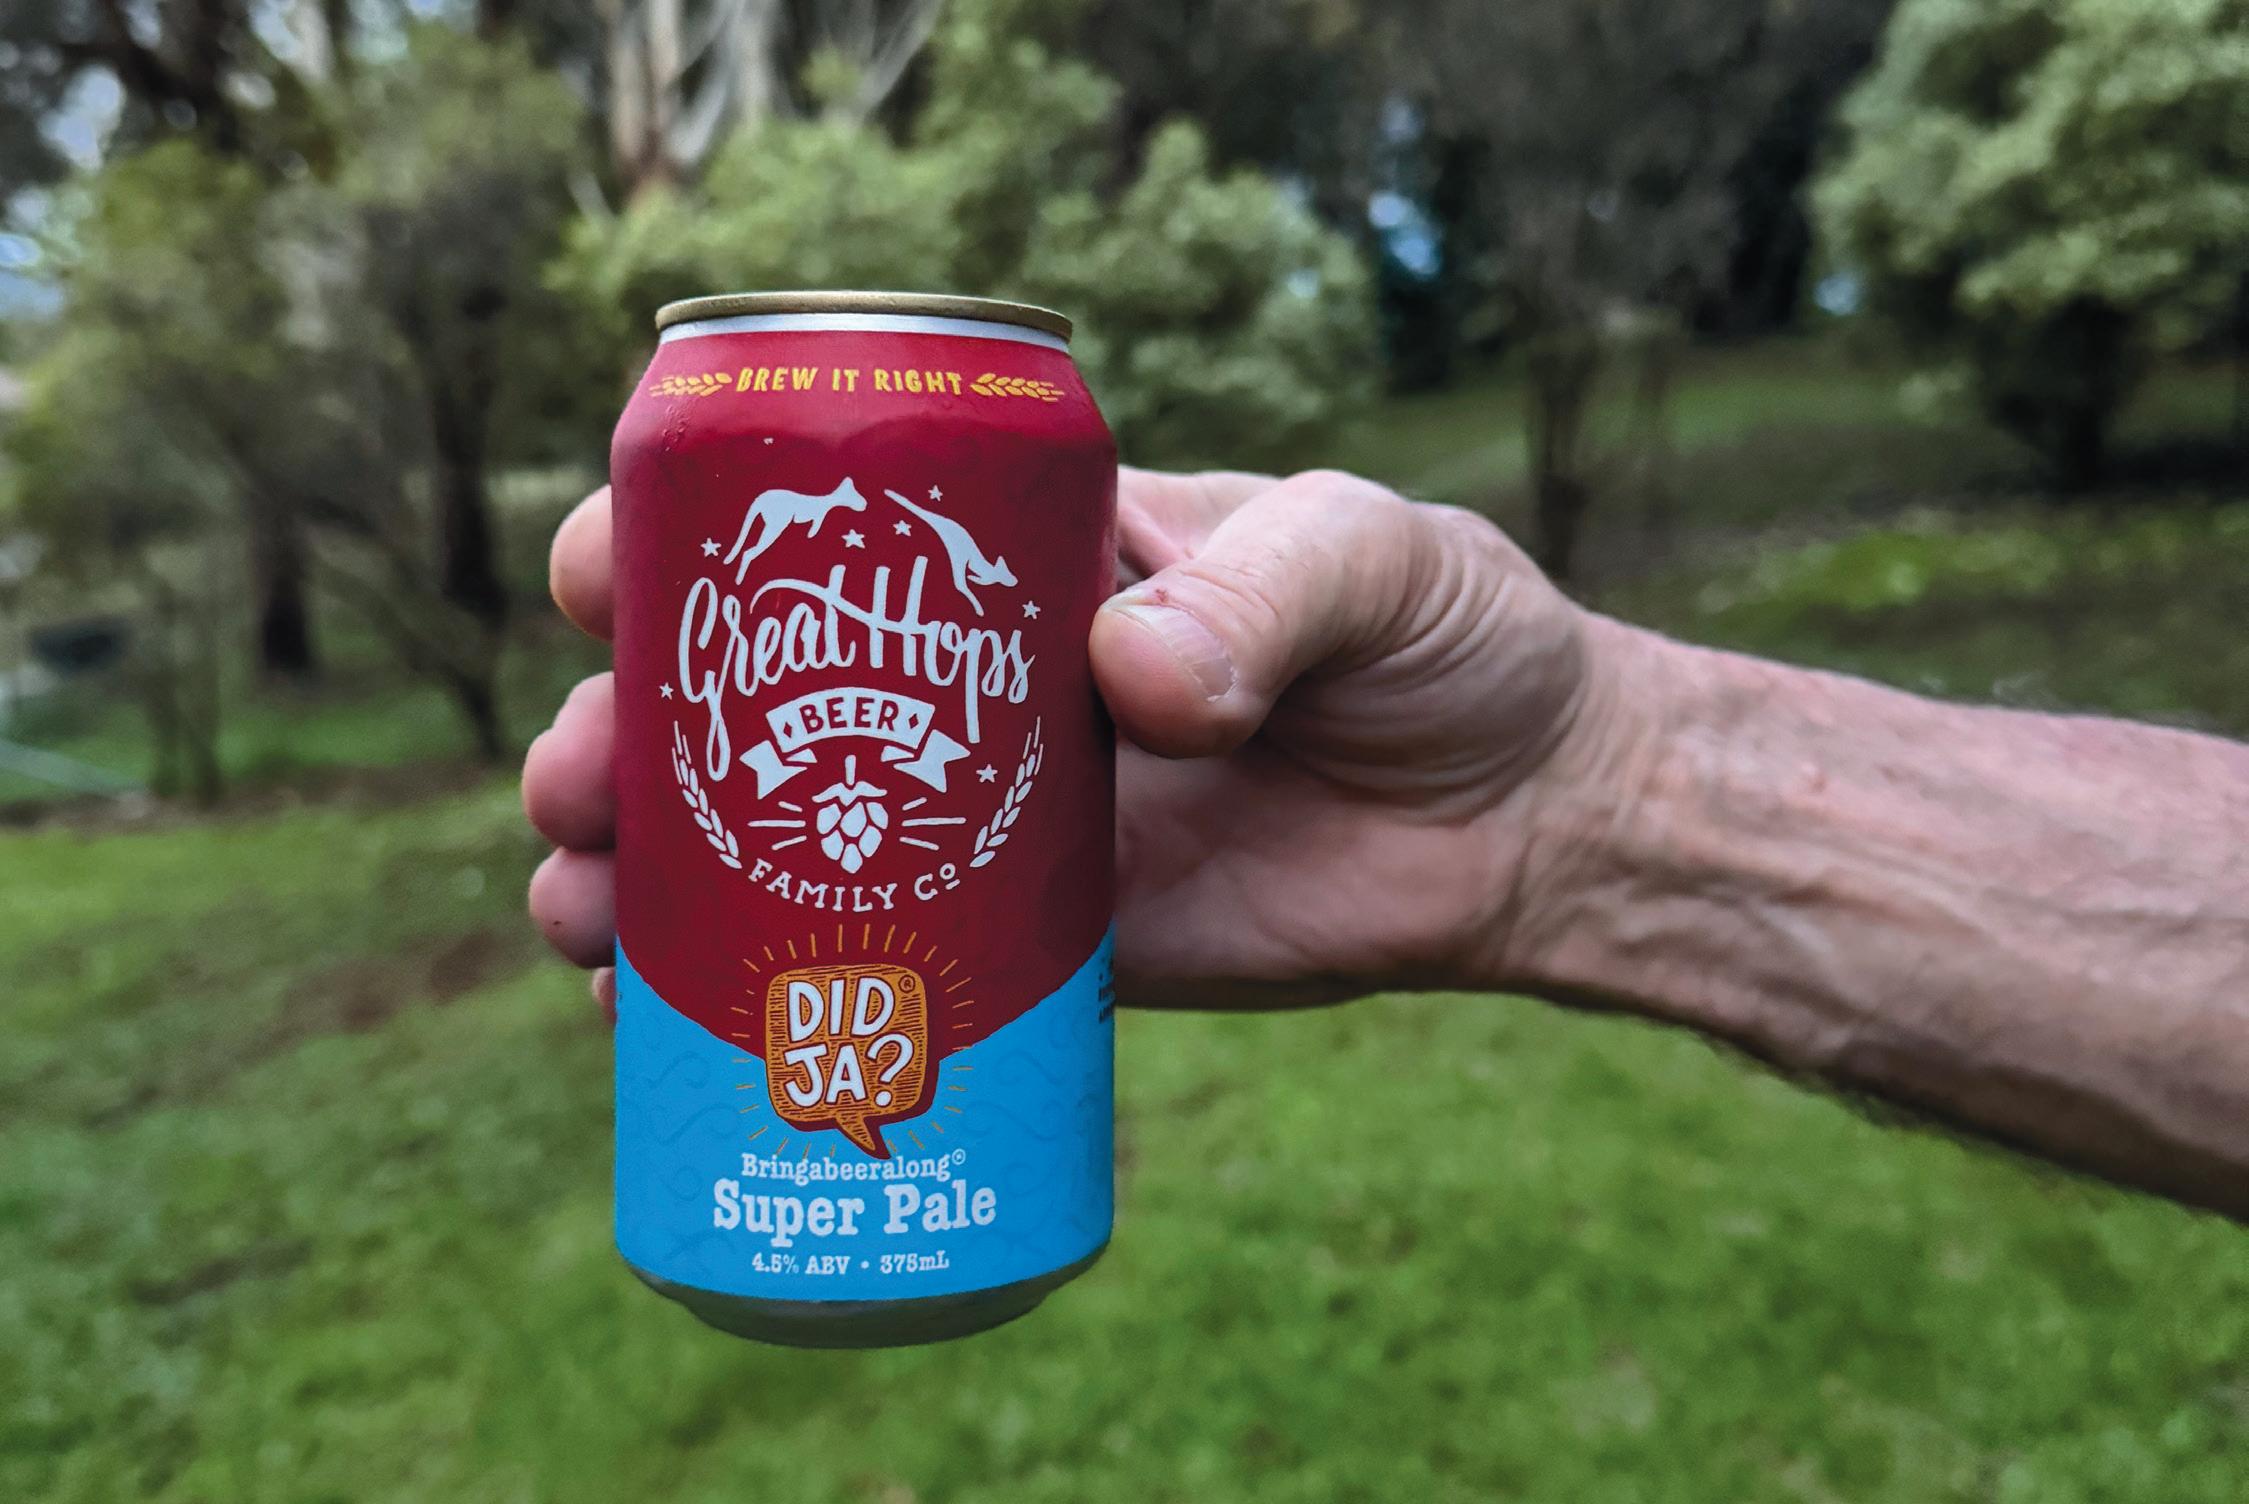 BREW IT RIGHT
Great Hops
BEER
FAMILY Cº
DID®
JA?
Bringabeeralong®
Super Pale
4.5% ABV • 375mL